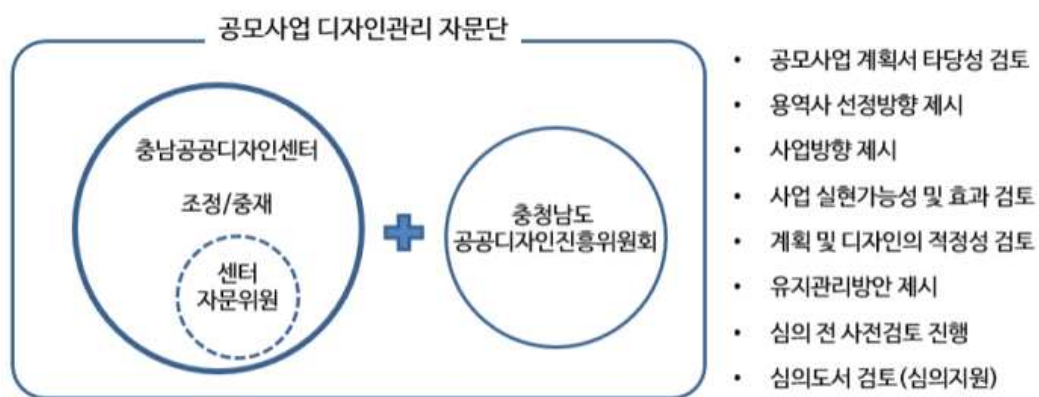 공모사업 디자인관리 자문단
충남공공디자인센터
조정/중재
센터
자문위원
충청남도
공공디자인진흥위원회
• 공모사업 계획서 타당성 검토
• 용역사 선정방향 제시
• 사업방향 제시
• 사업 실현가능성 및 효과 검토
• 계획 및 디자인의 적정성 검토
• 유지관리방안 제시
• 심의 전 사전검토 진행
• 심의도서 검토(심의지원)